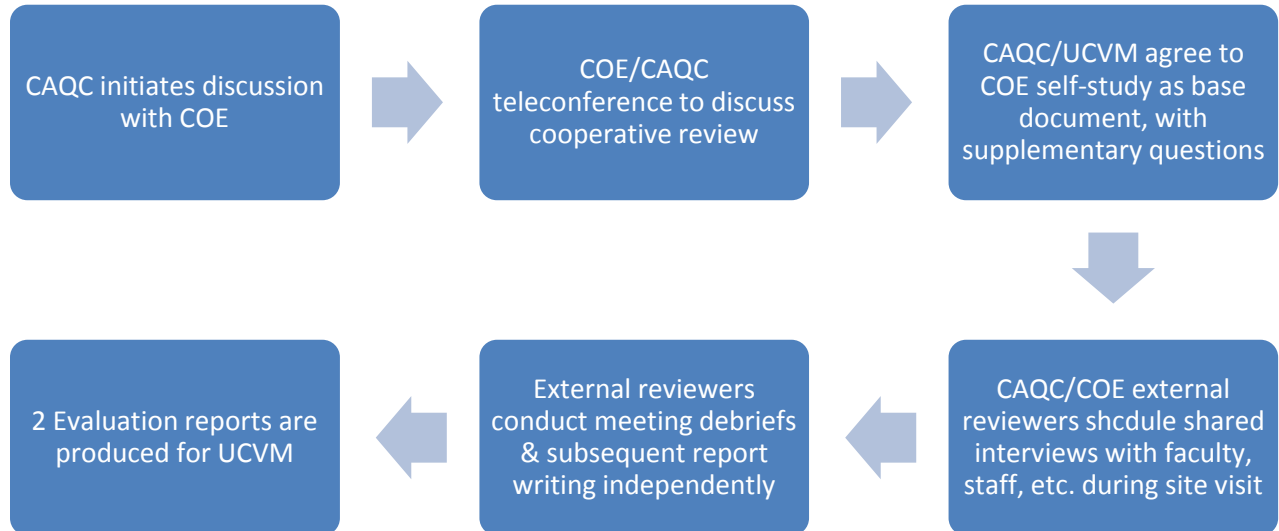 CAQC initiates discussion
with COE
COE/CAQC
teleconference to discuss
cooperative review
CAQC/UCVM agree to
COE self-study as base
document, with
supplementary questions
CAQC/COE external
reviewers shcdule shared
interviews with faculty,
staff, etc. during site visit
External reviewers
conduct meeting debriefs
& subsequent report
writing independently
2 Evaluation reports are
produced for UCVM